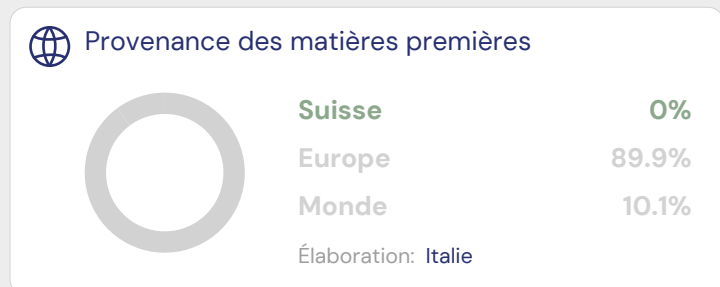 Provenance des matières premières
Suisse 0%
Europe 89.9%
Monde 10.1%
Élaboration: Italie